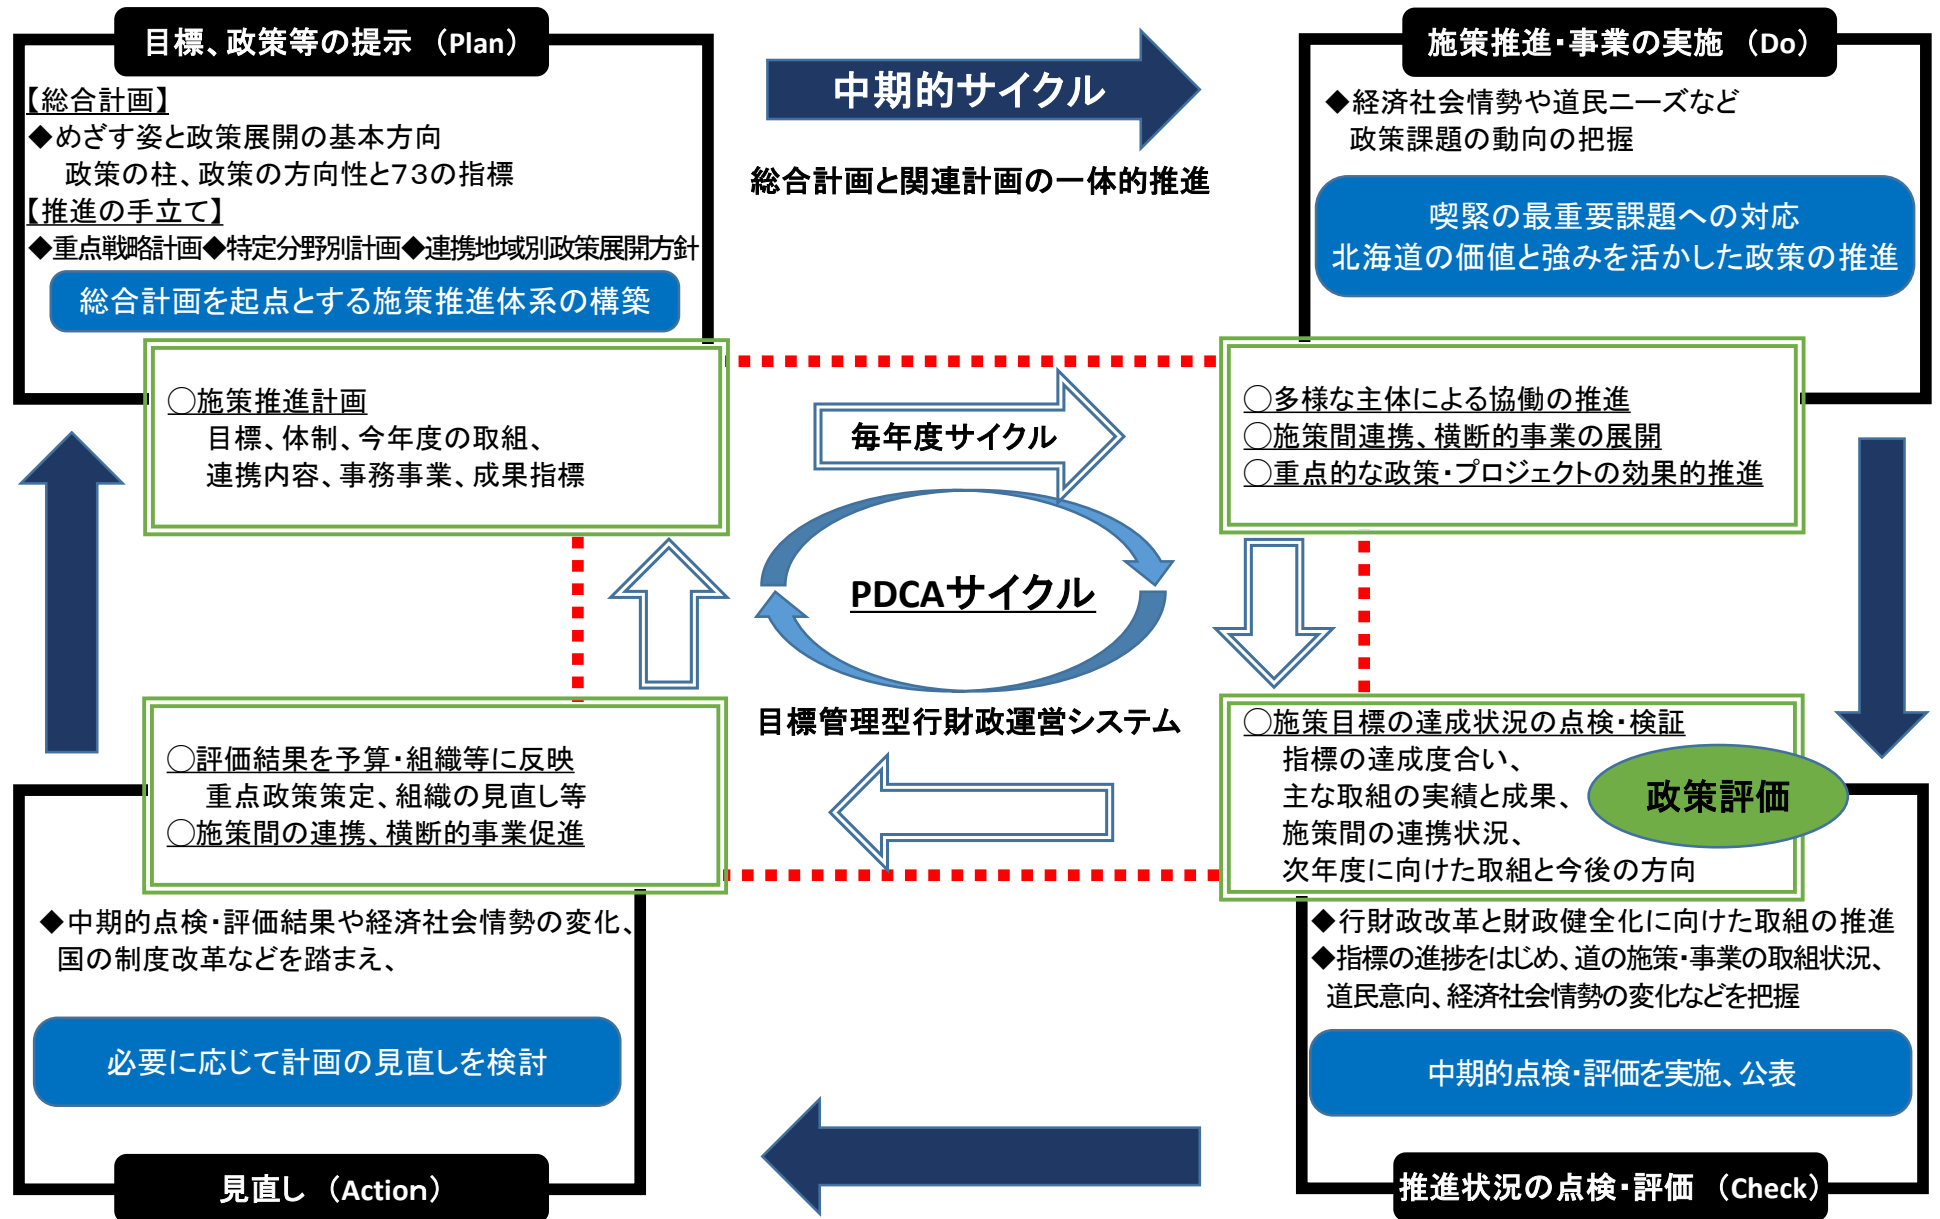 目標、政策等の提示 （Plan）
【総合計画】
◆めざす姿と政策展開の基本方向
政策の柱、政策の方向性と73の指標
【推進の手立て】
◆重点戦略計画◆特定分野別計画◆連携地域別政策展開方針
総合計画を起点とする施策推進体系の構築
○施策推進計画
目標、体制、今年度の取組、
連携内容、事務事業、成果指標
中期的サイクル
総合計画と関連計画の一体的推進
施策推進・事業の実施 （Do）
◆経済社会情勢や道民ニーズなど
政策課題の動向の把握
喫緊の最重要課題への対応
北海道の価値と強みを活かした政策の推進
○多様な主体による協働の推進
○施策間連携、横断的事業の展開
○重点的な政策・プロジェクトの効果的推進
毎年度サイクル
PDCAサイクル
目標管理型行財政運営システム
○施策目標の達成状況の点検・検証
指標の達成度合い、
主な取組の実績と成果、
施策間の連携状況、
次年度に向けた取組と今後の方向
政策評価
◆行財政改革と財政健全化に向けた取組の推進
◆指標の進捗をはじめ、道の施策・事業の取組状況、
道民意向、経済社会情勢の変化などを把握
中期的点検・評価を実施、公表
推進状況の点検・評価 （Check）
○評価結果を予算・組織等に反映
重点政策策定、組織の見直し等
○施策間の連携、横断的事業促進
◆中期的点検・評価結果や経済社会情勢の変化、
国の制度改革などを踏まえ、
必要に応じて計画の見直しを検討
見直し （Action）